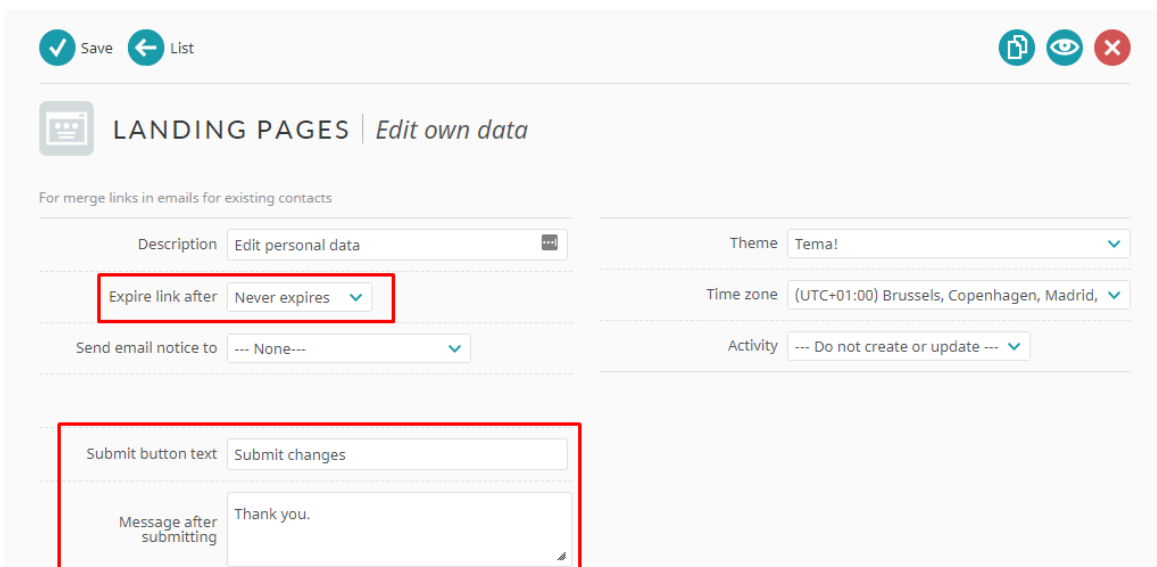 Save List
LANDING PAGES Edit own data
For merge links in emails for existing contacts
Description Edit personal data
Theme Tema!
Expire link after Never expires
Time zone (UTC+01:00) Brussels, Copenhagen, Madrid,
Send email notice to --- None---
Activity --- Do not create or update ---
Submit button text Submit changes
Message after
submitting
Thank you.